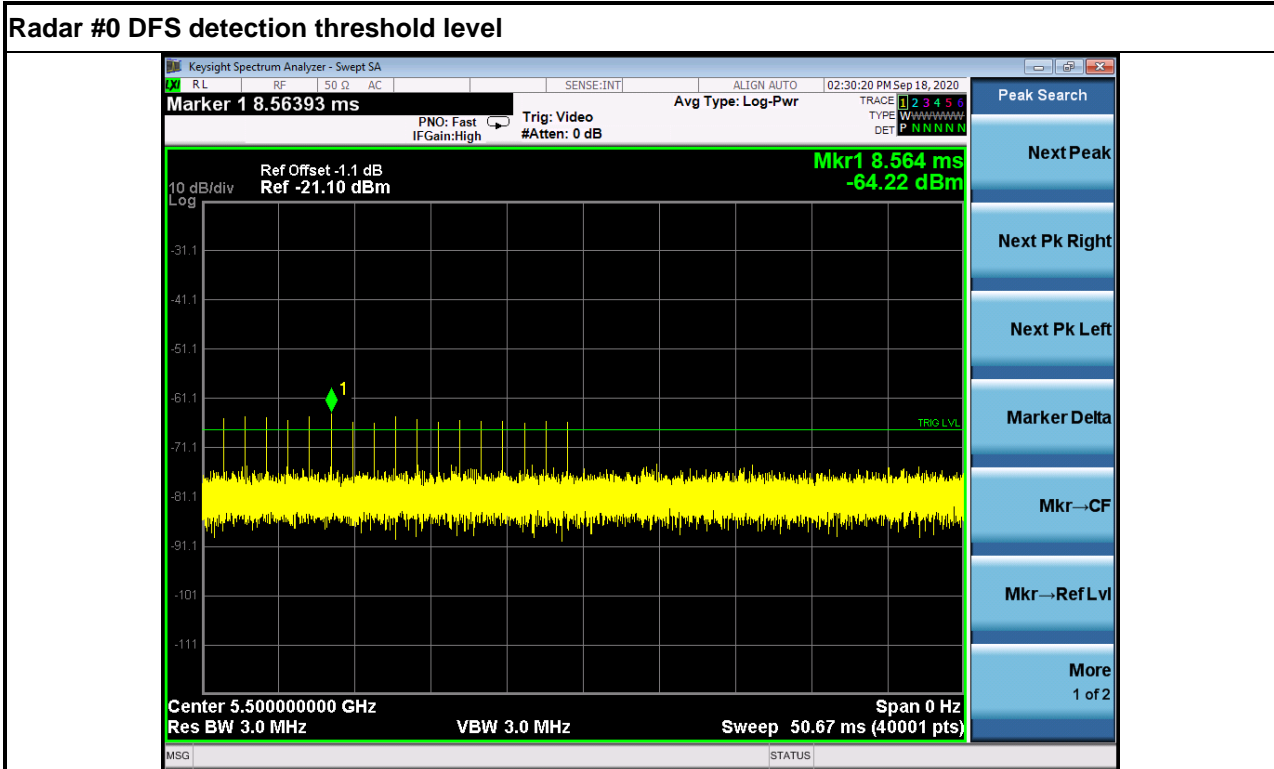 Radar #0 DFS detection threshold level
Keysight Spectrum Analyzer - Swept SA
LXI RL RF 50 Ω AC SENSE:INT ALIGN AUTO 02:30:20 PM Sep 18, 2020
Marker 1 8.56393 ms
PNO: Fast
IFGain:High
Trig: Video
#Atten: 0 dB
Avg Type: Log-Pwr
TRACE 1 2 3 4 5 6
TYPE WWWWWW
DET P N N N N N
Peak Search
Ref Offset -1.1 dB
10 dB/div Ref -21.10 dBm
Log
Mkr1 8.564 ms
-64.22 dBm
-31.1
-41.1
-51.1
-61.1
-71.1
-81.1
-91.1
-101
-111
1
TRIG LVL
Center 5.500000000 GHz Span 0 Hz
Res BW 3.0 MHz VBW 3.0 MHz Sweep 50.67 ms (40001 pts)
Next Peak
Next Pk Right
Next Pk Left
Marker Delta
Mkr→CF
Mkr→Ref Lvl
More
1 of 2
MSG STATUS